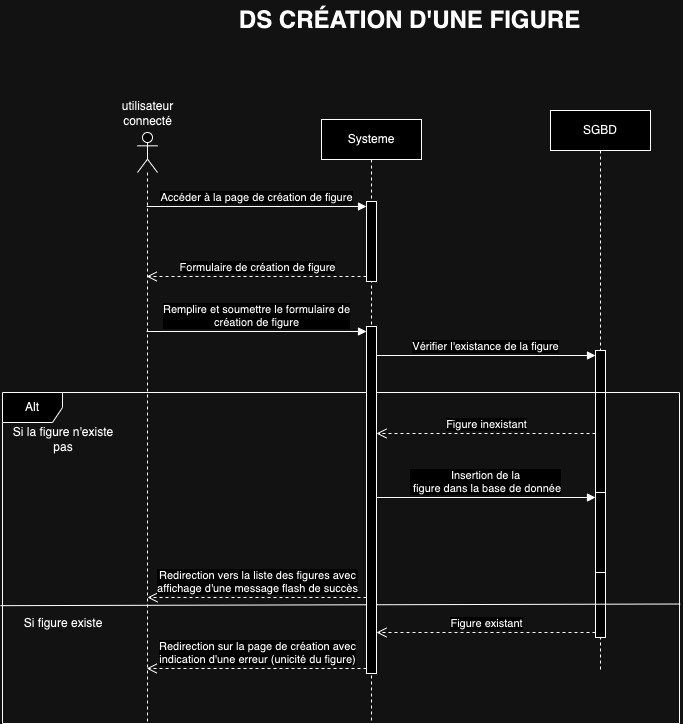 DS CRÉATION D'UNE FIGURE
utilisateur
connecté
Systeme
SGBD
Accéder à la page de création de figure
Formulaire de création de figure
Remplire et soumettre le formulaire de
création de figure
Vérifier l'existance de la figure
Alt
Si la figure n'existe
pas
Figure inexistant
Insertion de la
figure dans la base de donnée
Redirection vers la liste des figures avec
affichage d'une message flash de succès
Si figure existe
Figure existant
Redirection sur la page de création avec
indication d'une erreur (unicité du figure)